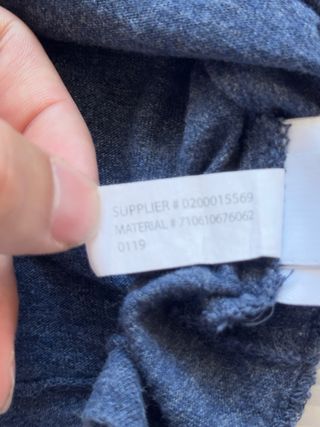 SUPPLIER # 0200015569
MATERIAL # 710610676062
0119